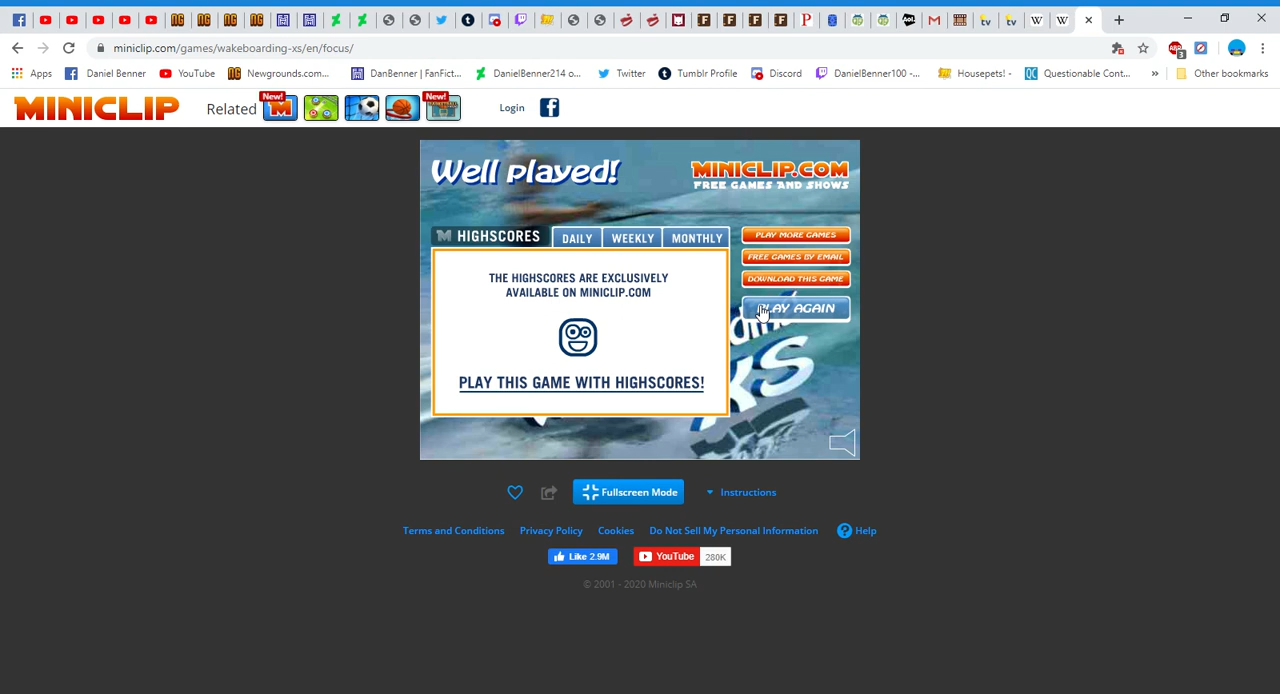 miniclip.com/games/wakeboarding-xs/en/focus/
Apps Daniel Benner YouTube Newgrounds.com... DanBenner | FanFict... DanielBenner214 o... Twitter Tumblr Profile Discord DanielBenner100 -... Housepets! - Questionable Cont... » Other bookmarks
MINICLIP Related New! New! Login
Well played!
MINICLIP.COM
FREE GAMES AND SHOWS
HIGHSCORES DAILY WEEKLY MONTHLY
THE HIGHSCORES ARE EXCLUSIVELY
AVAILABLE ON MINICLIP.COM
PLAY THIS GAME WITH HIGHSCORES!
PLAY MORE GAMES
FREE GAMES BY EMAIL
DOWNLOAD THIS GAME
PLAY AGAIN
XS
Fullscreen Mode Instructions
Terms and Conditions Privacy Policy Cookies Do Not Sell My Personal Information Help
Like 2.9M YouTube 280K
© 2001 - 2020 Miniclip SA